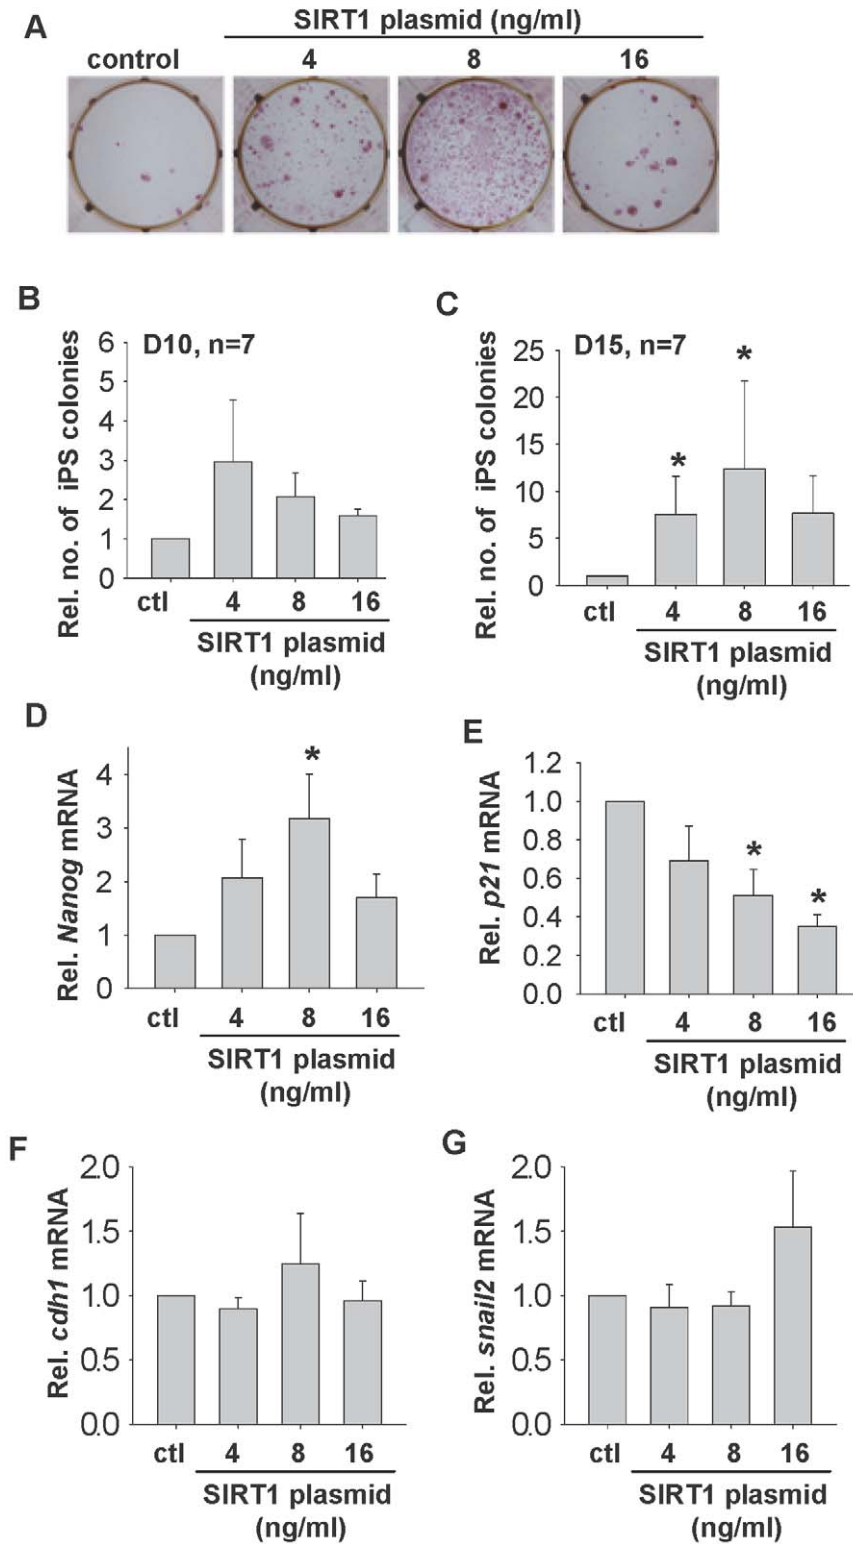 A
SIRT1 plasmid (ng/ml)
control 4 8 16
B
D10, n=7
Rel. no. of iPS colonies
6
5
4
3
2
1
0
ctl 4 8 16
SIRT1 plasmid
(ng/ml)
C
D15, n=7
Rel. no. of iPS colonies
25
20
15
10
5
0
* *
ctl 4 8 16
SIRT1 plasmid
(ng/ml)
D
Rel. Nanog mRNA
4
3
2
1
0
*
ctl 4 8 16
SIRT1 plasmid
(ng/ml)
E
Rel. p21 mRNA
1.2
1.0
0.8
0.6
0.4
0.2
0.0
* *
ctl 4 8 16
SIRT1 plasmid
(ng/ml)
F
Rel. cdh1 mRNA
2.0
1.5
1.0
0.5
0.0
ctl 4 8 16
SIRT1 plasmid
(ng/ml)
G
Rel. snail2 mRNA
2.0
1.5
1.0
0.5
0.0
ctl 4 8 16
SIRT1 plasmid
(ng/ml)